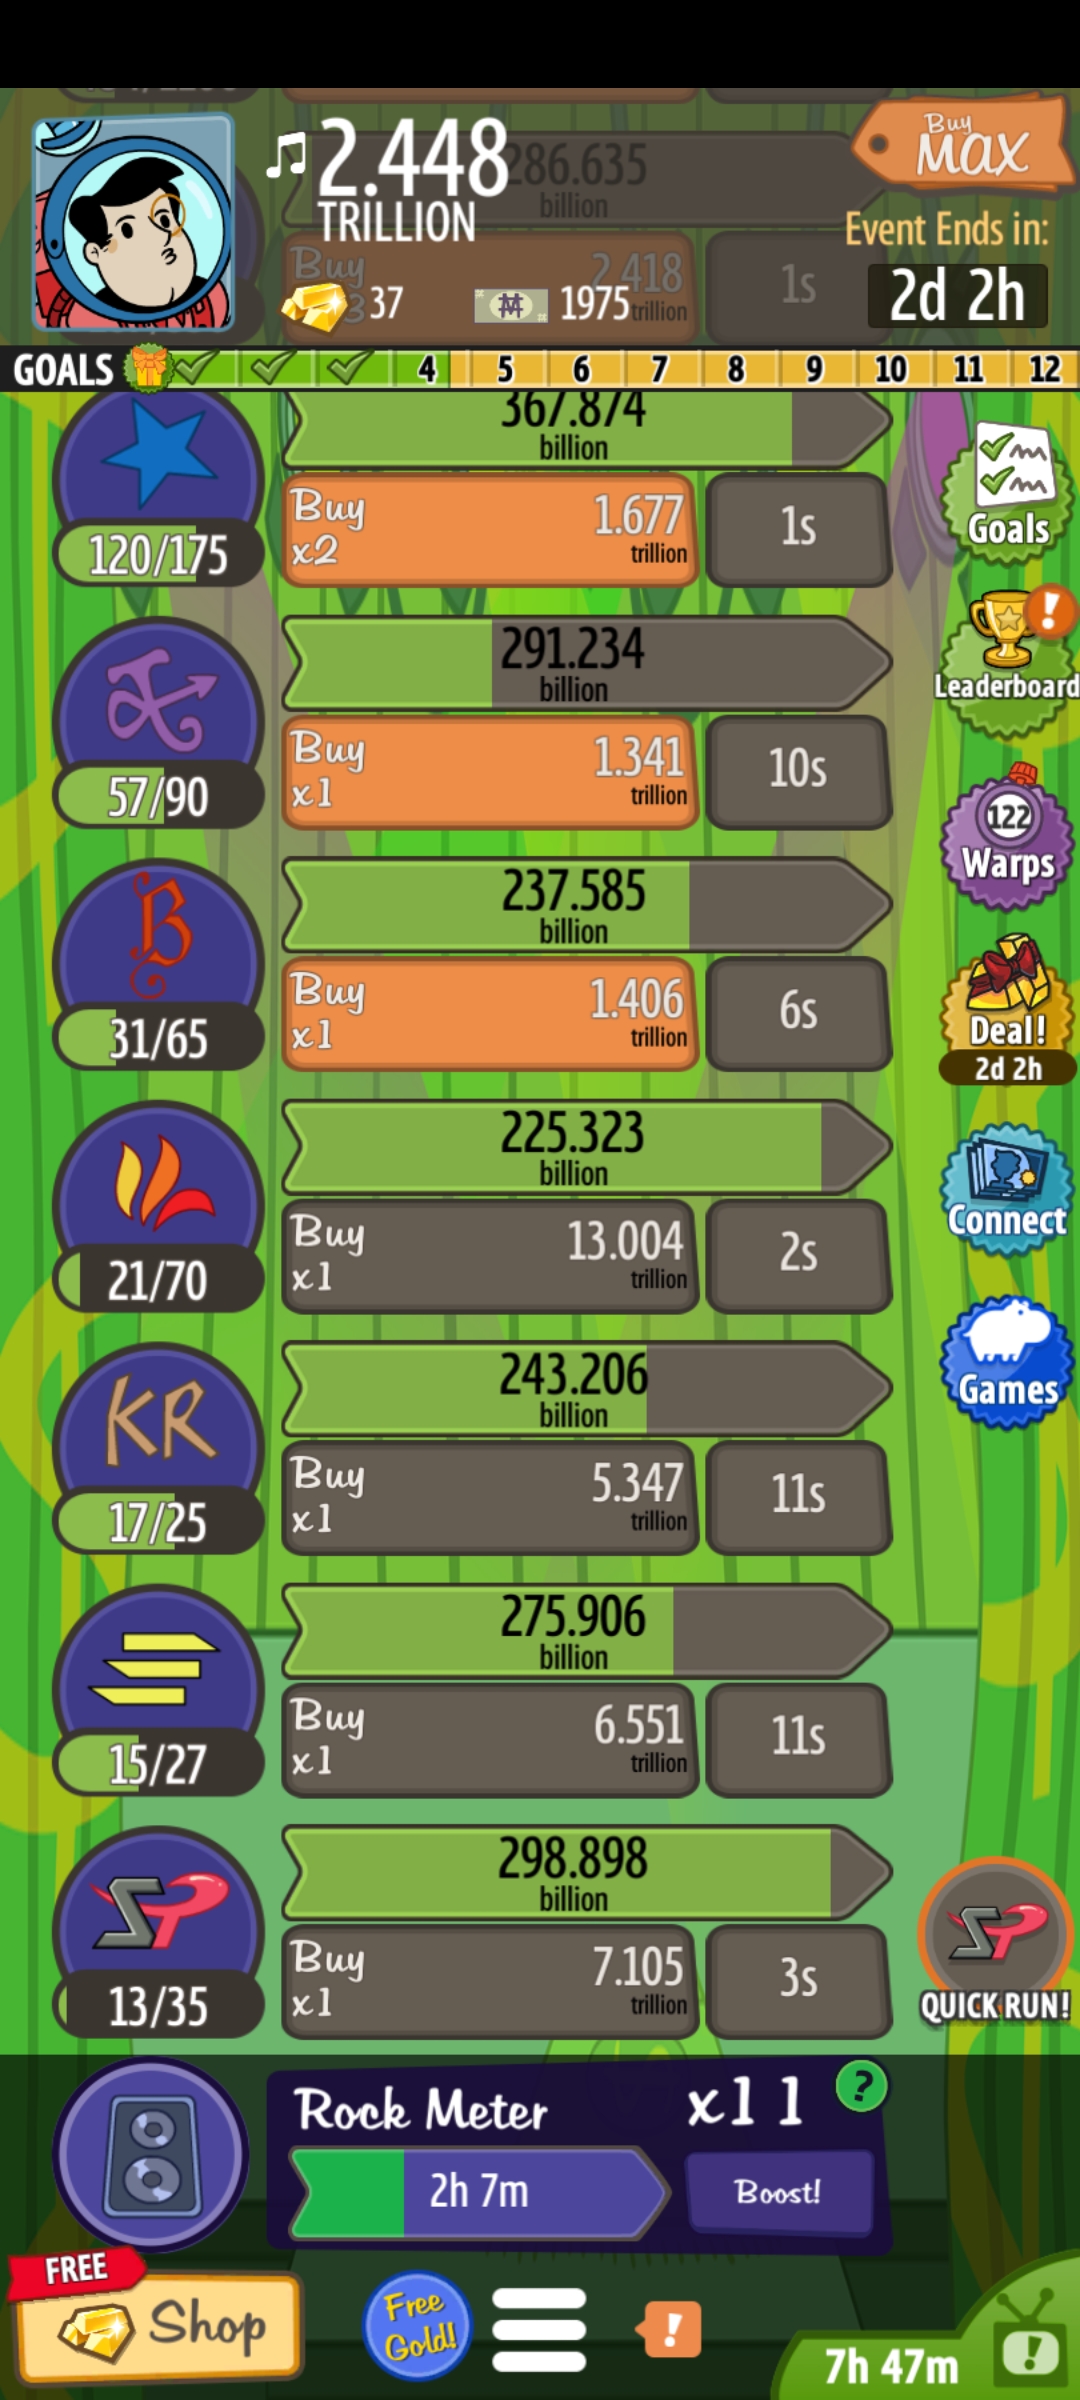 2.448
TRILLION
286.635
billion
Buy
MAX
Event Ends in:
2d 2h
Buy
2.418
trillion
1s
37
1975
GOALS 4 5 6 7 8 9 10 11 12
367.874
billion
120/175
Buy
x2
1.677
trillion
1s
Goals
291.234
billion
57/90
Buy
x1
1.341
trillion
10s
!
Leaderboard
122
Warps
237.585
billion
31/65
Buy
x1
1.406
trillion
6s
Deal!
2d 2h
225.323
billion
21/70
Buy
x1
13.004
trillion
2s
Connect
243.206
billion
KR
17/25
Buy
x1
5.347
trillion
11s
Games
275.906
billion
15/27
Buy
x1
6.551
trillion
11s
298.898
billion
SP
13/35
Buy
x1
7.105
trillion
3s
SP
QUICK RUN!
Rock Meter
x11
?
2h 7m
Boost!
FREE
Shop
Free
Gold!
!
7h 47m
!